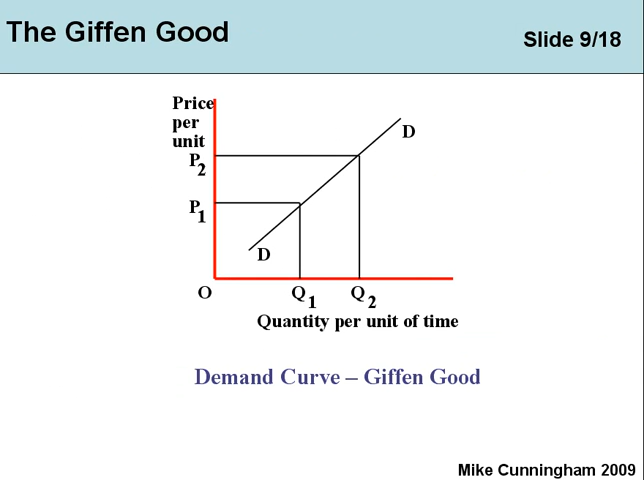 The Giffen Good
Slide 9/18
Price
per
unit
P2
P1
D
D
O
Q1
Q2
Quantity per unit of time
Demand Curve – Giffen Good
Mike Cunningham 2009